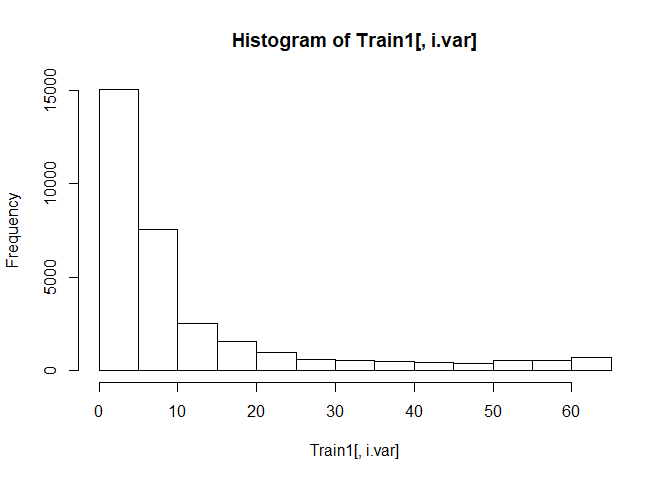 Histogram of Train1[, i.var]
Frequency
15000
10000
5000
0
0 10 20 30 40 50 60
Train1[, i.var]